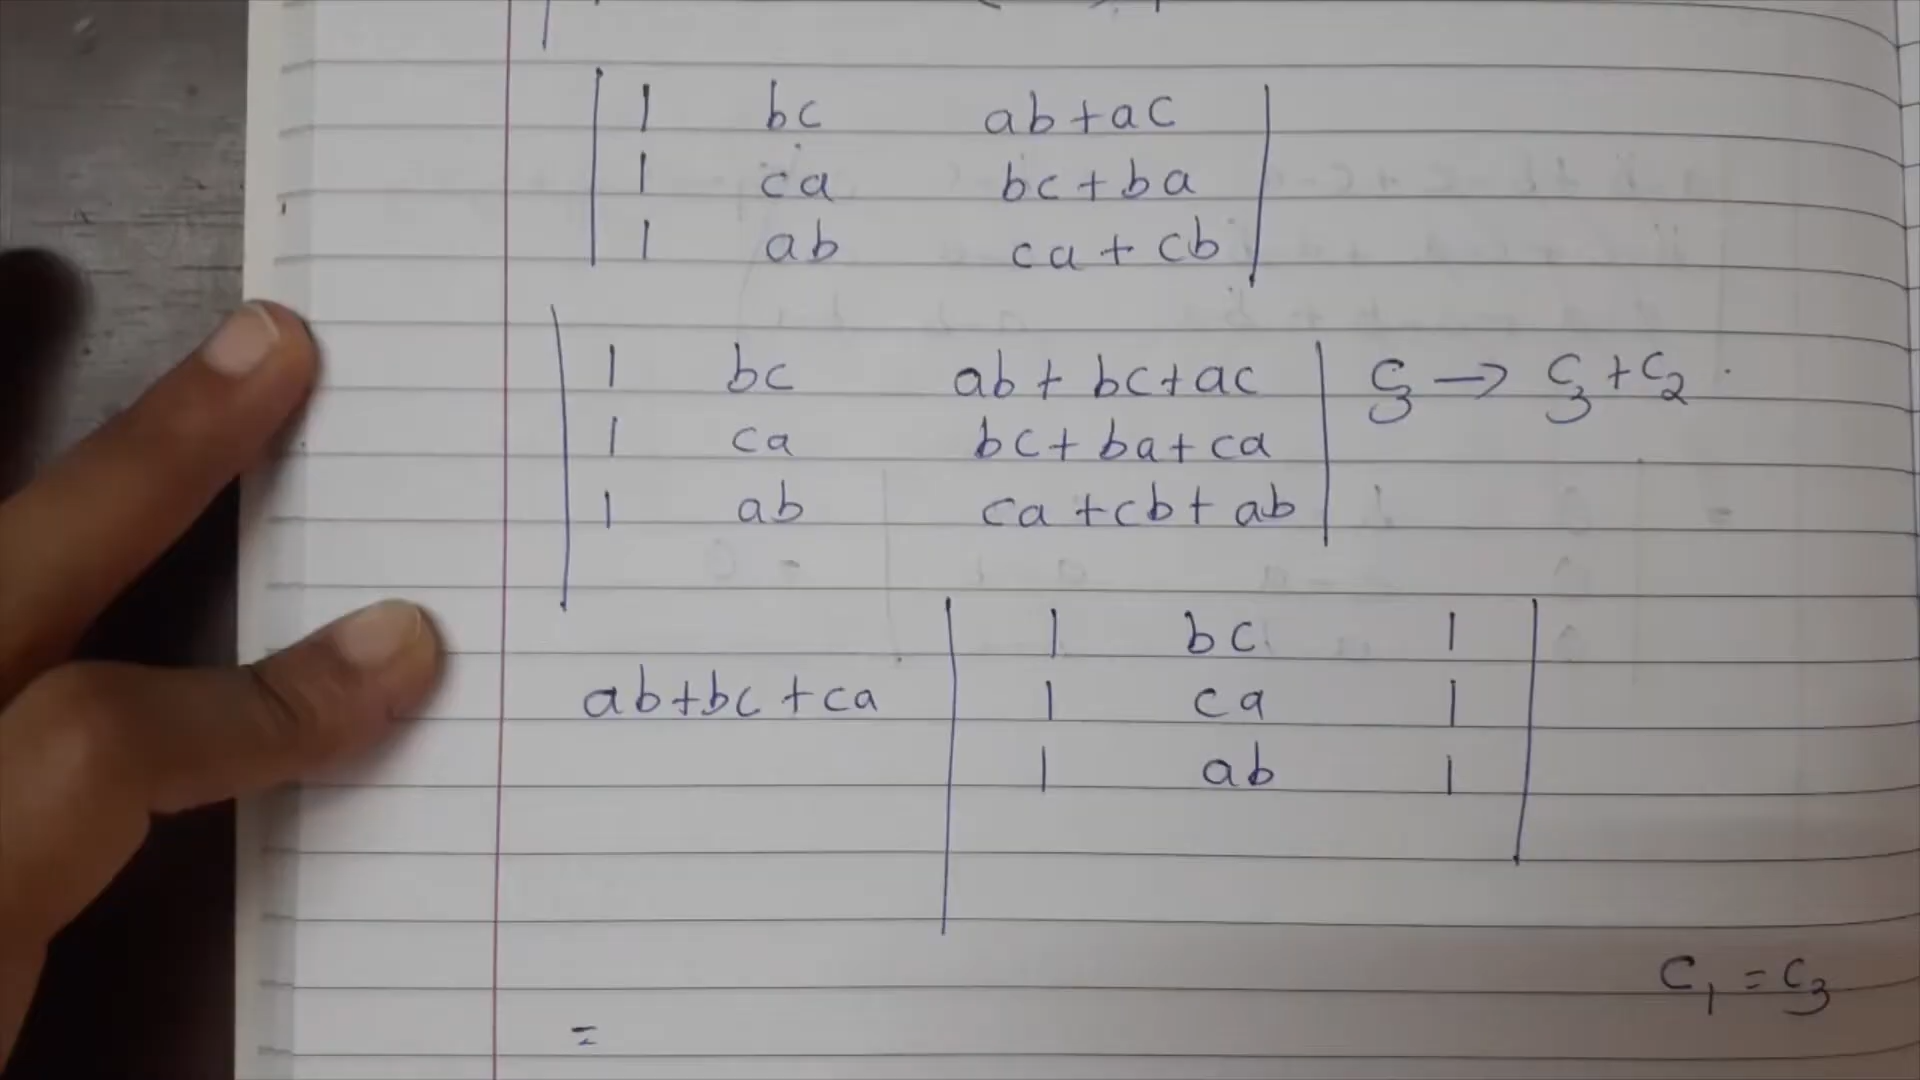 1 bc ab+ac
1 ca bc+ba
1 ab ca+cb
1 bc ab+bc+ac C3→C3+C2
1 ca bc+ba+ca
1 ab ca+cb+ab
1 bc 1
ab+bc+ca 1 ca 1
1 ab 1
C1=C3
=